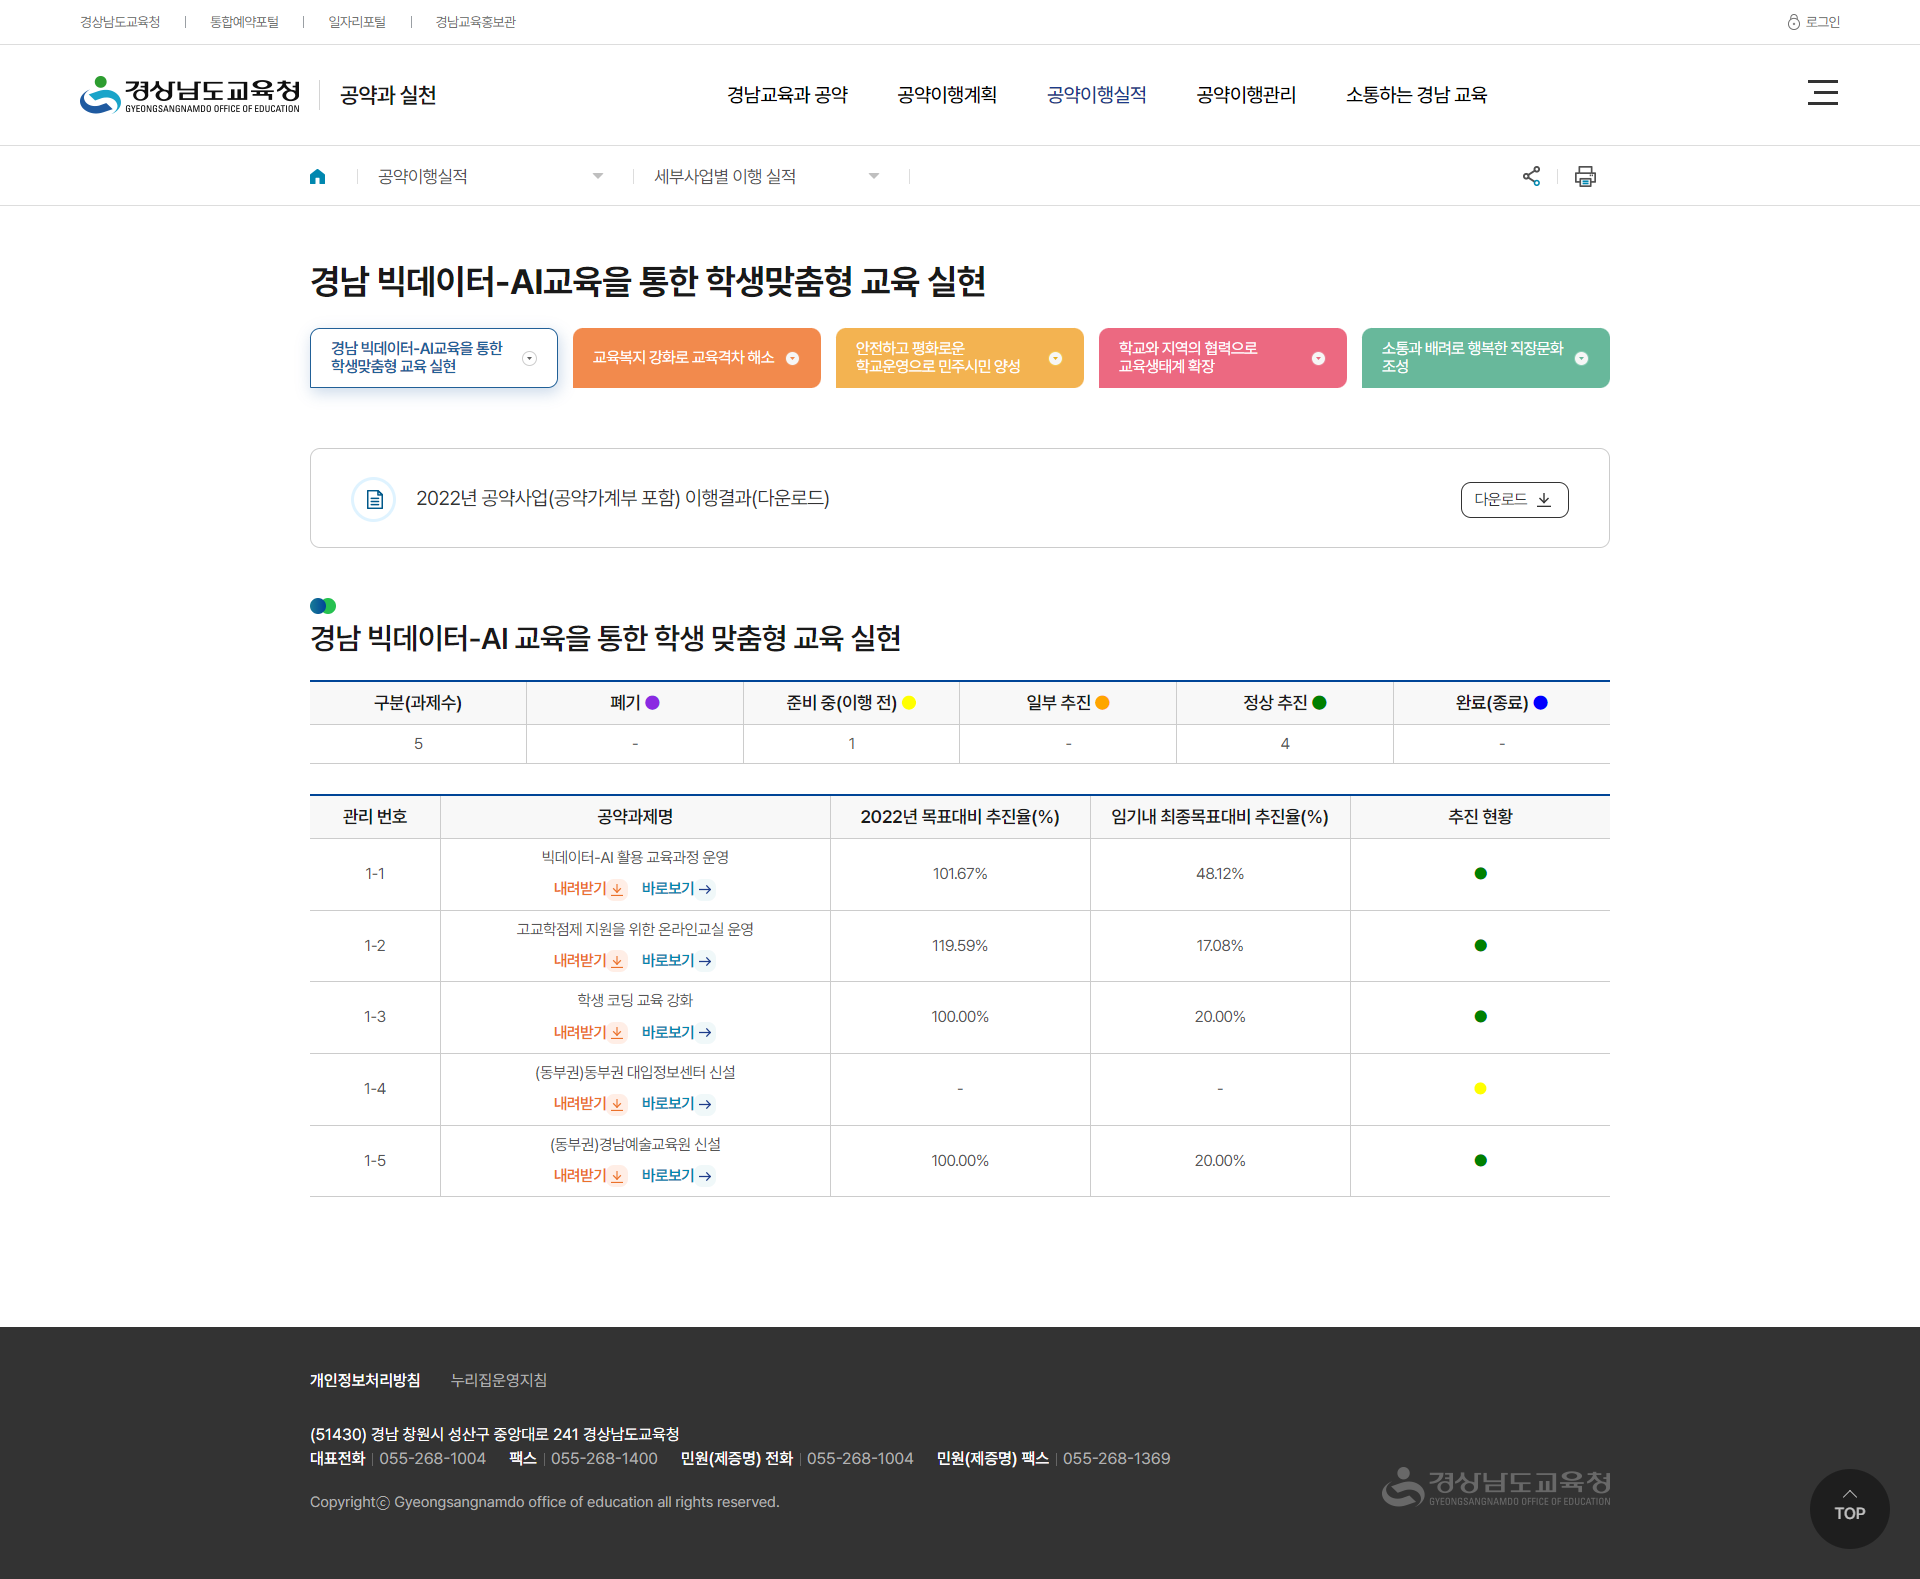 경상남도교육청
통합예약포털
일자리포털
경남교육홍보관
로그인
경상남도교육청
GYEONGSANGNAMDO OFFICE OF EDUCATION
공약과 실천
경남교육과 공약
공약이행계획
공약이행실적
공약이행관리
소통하는 경남 교육
공약이행실적
세부사업별 이행 실적
경남 빅데이터-AI교육을 통한 학생맞춤형 교육 실현
경남 빅데이터-AI교육을 통한
학생맞춤형 교육 실현
교육복지 강화로 교육격차 해소
안전하고 평화로운
학교운영으로 민주시민 양성
학교와 지역의 협력으로
교육생태계 확장
소통과 배려로 행복한 직장문화
조성
2022년 공약사업(공약가계부 포함) 이행결과(다운로드)
다운로드
경남 빅데이터-AI 교육을 통한 학생 맞춤형 교육 실현
구분(과제수) 폐기 준비 중(이행 전) 일부 추진 정상 추진 완료(종료)
5 - 1 - 4 -
관리 번호 공약과제명 2022년 목표대비 추진율(%) 임기내 최종목표대비 추진율(%) 추진 현황
1-1 빅데이터-AI 활용 교육과정 운영 101.67% 48.12%
내려받기 바로보기
1-2 고교학점제 지원을 위한 온라인교실 운영 119.59% 17.08%
내려받기 바로보기
1-3 학생 코딩 교육 강화 100.00% 20.00%
내려받기 바로보기
1-4 (동부권)동부권 대입정보센터 신설 - -
내려받기 바로보기
1-5 (동부권)경남예술교육원 신설 100.00% 20.00%
내려받기 바로보기
개인정보처리방침 누리집운영지침
(51430) 경남 창원시 성산구 중앙대로 241 경상남도교육청
대표전화 055-268-1004 팩스 055-268-1400 민원(제증명) 전화 055-268-1004 민원(제증명) 팩스 055-268-1369
Copyrightⓒ Gyeongsangnamdo office of education all rights reserved.
경상남도교육청
GYEONGSANGNAMDO OFFICE OF EDUCATION
TOP